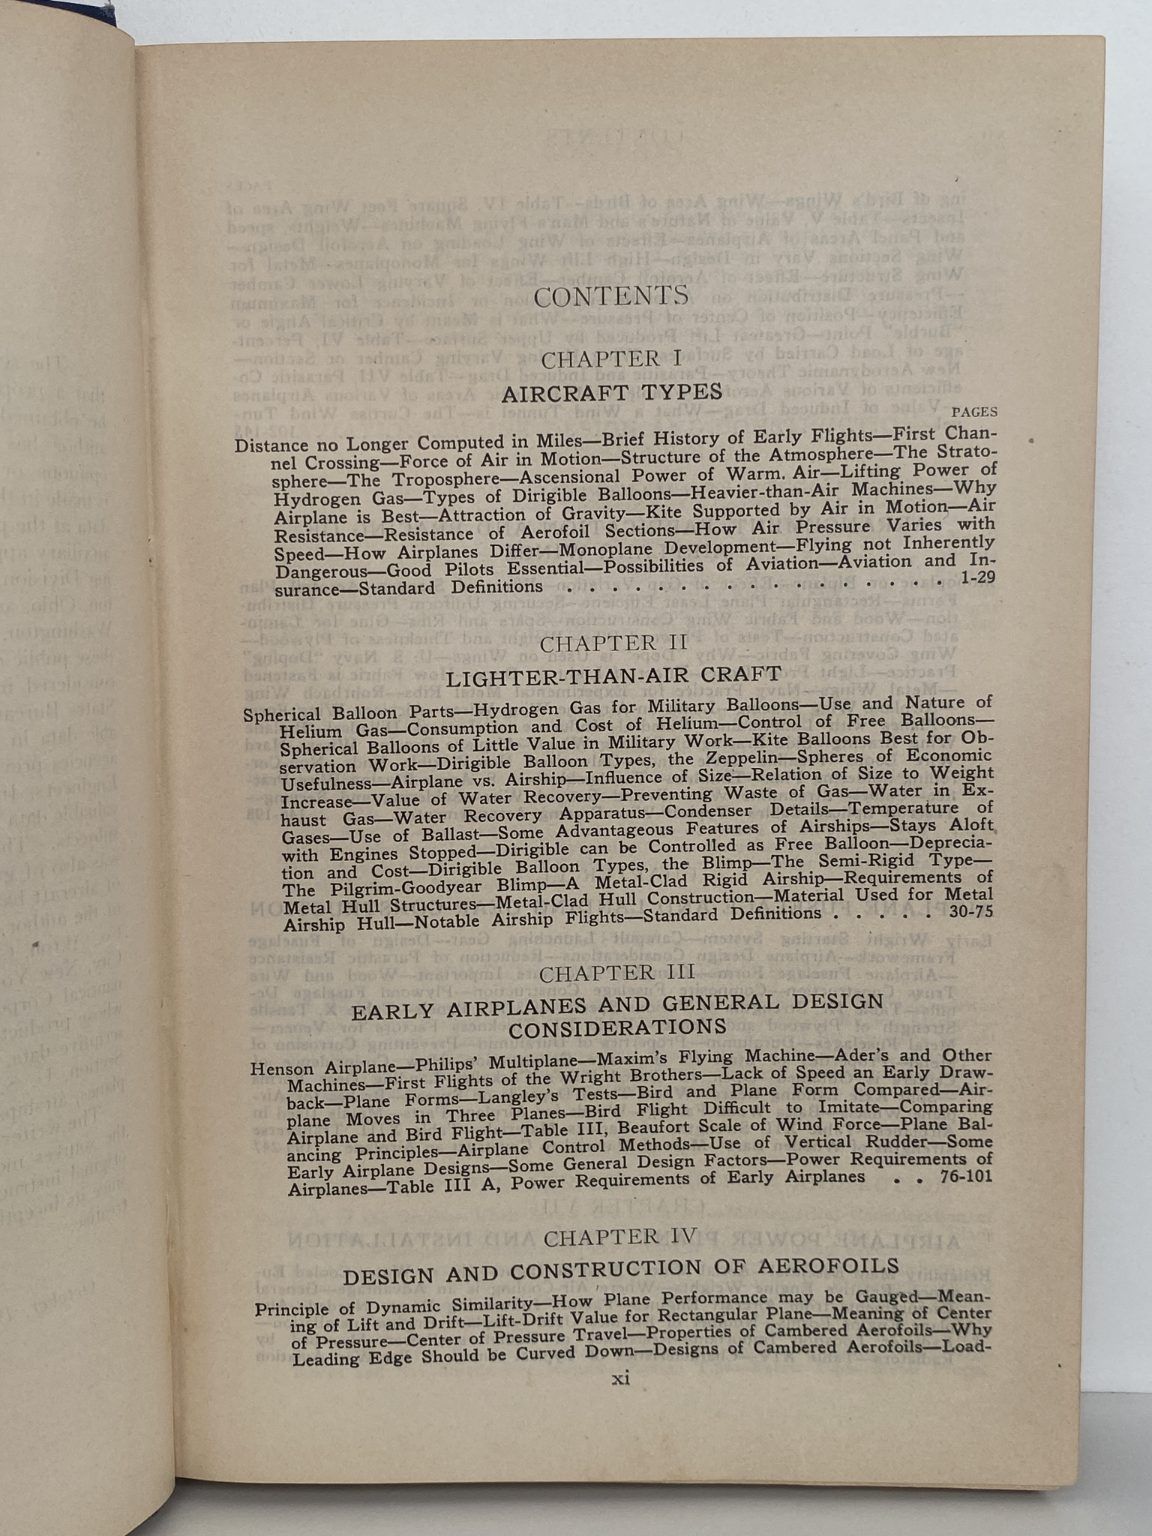 CONTENTS
CHAPTER I
AIRCRAFT TYPES
PAGES
Distance no Longer Computed in Miles—Brief History of Early Flights—First Chan-
nel Crossing—Force of Air in Motion—Structure of the Atmosphere—The Strato-
sphere—The Troposphere—Ascensional Power of Warm. Air—Lifting Power of
Hydrogen Gas—Types of Dirigible Balloons—Heavier-than-Air Machines—Why
Airplane is Best—Attraction of Gravity—Kite Supported by Air in Motion—Air
Resistance—Resistance of Aerofoil Sections—How Air Pressure Varies with
Speed—How Airplanes Differ—Monoplane Development—Flying not Inherently
Dangerous—Good Pilots Essential—Possibilities of Aviation—Aviation and In-
surance—Standard Definitions . . . . . . . . . . . . . . . . . 1-29
CHAPTER II
LIGHTER-THAN-AIR CRAFT
Spherical Balloon Parts—Hydrogen Gas for Military Balloons—Use and Nature of
Helium Gas—Consumption and Cost of Helium—Control of Free Balloons—
Spherical Balloons of Little Value in Military Work—Kite Balloons Best for Ob-
servation Work—Dirigible Balloon Types, the Zeppelin—Spheres of Economic
Usefulness—Airplane vs. Airship—Influence of Size—Relation of Size to Weight
Increase—Value of Water Recovery—Preventing Waste of Gas—Water in Ex-
haust Gas—Water Recovery Apparatus—Condenser Details—Temperature of
Gases—Use of Ballast—Some Advantageous Features of Airships—Stays Aloft
with Engines Stopped—Dirigible can be Controlled as Free Balloon—Deprecia-
tion and Cost—Dirigible Balloon Types, the Blimp—The Semi-Rigid Type—
The Pilgrim-Goodyear Blimp—A Metal-Clad Rigid Airship—Requirements of
Metal Hull Structures—Metal-Clad Hull Construction—Material Used for Metal
Airship Hull—Notable Airship Flights—Standard Definitions . . . . . 30-75
CHAPTER III
EARLY AIRPLANES AND GENERAL DESIGN
CONSIDERATIONS
Henson Airplane—Philips' Multiplane—Maxim's Flying Machine—Ader's and Other
Machines—First Flights of the Wright Brothers—Lack of Speed an Early Draw-
back—Plane Forms—Langley's Tests—Bird and Plane Form Compared—Air-
plane Moves in Three Planes—Bird Flight Difficult to Imitate—Comparing
Airplane and Bird Flight—Table III, Beaufort Scale of Wind Force—Plane Bal-
ancing Principles—Airplane Control Methods—Use of Vertical Rudder—Some
Early Airplane Designs—Some General Design Factors—Power Requirements of
Airplanes—Table III A, Power Requirements of Early Airplanes . . 76-101
CHAPTER IV
DESIGN AND CONSTRUCTION OF AEROFOILS
Principle of Dynamic Similarity—How Plane Performance may be Gauged—Mean-
ing of Lift and Drift—Lift-Drift Value for Rectangular Plane—Meaning of Center
of Pressure—Center of Pressure Travel—Properties of Cambered Aerofoils—Why
Leading Edge Should be Curved Down—Designs of Cambered Aerofoils—Load-
xi